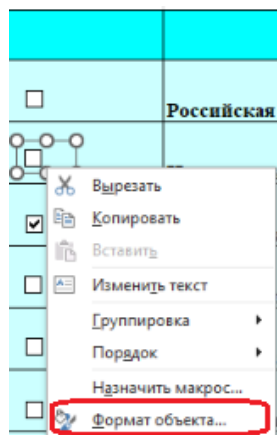 Российская
Вырезать
Копировать
Вставить
Изменить текст
Группировка
Порядок
Назначить макрос...
Формат объекта...